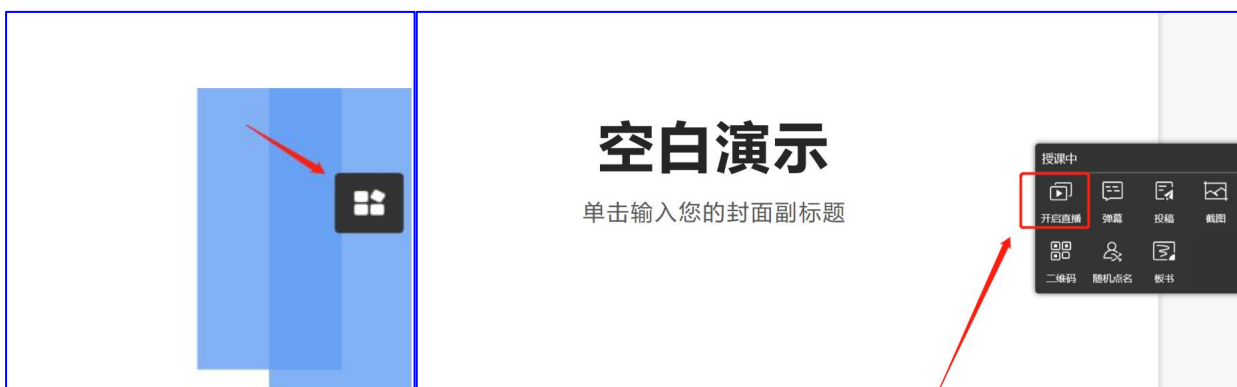 空白演示
单击输入您的封面副标题
授课中
开启直播 弹幕 投稿 截图
二维码 随机点名 板书